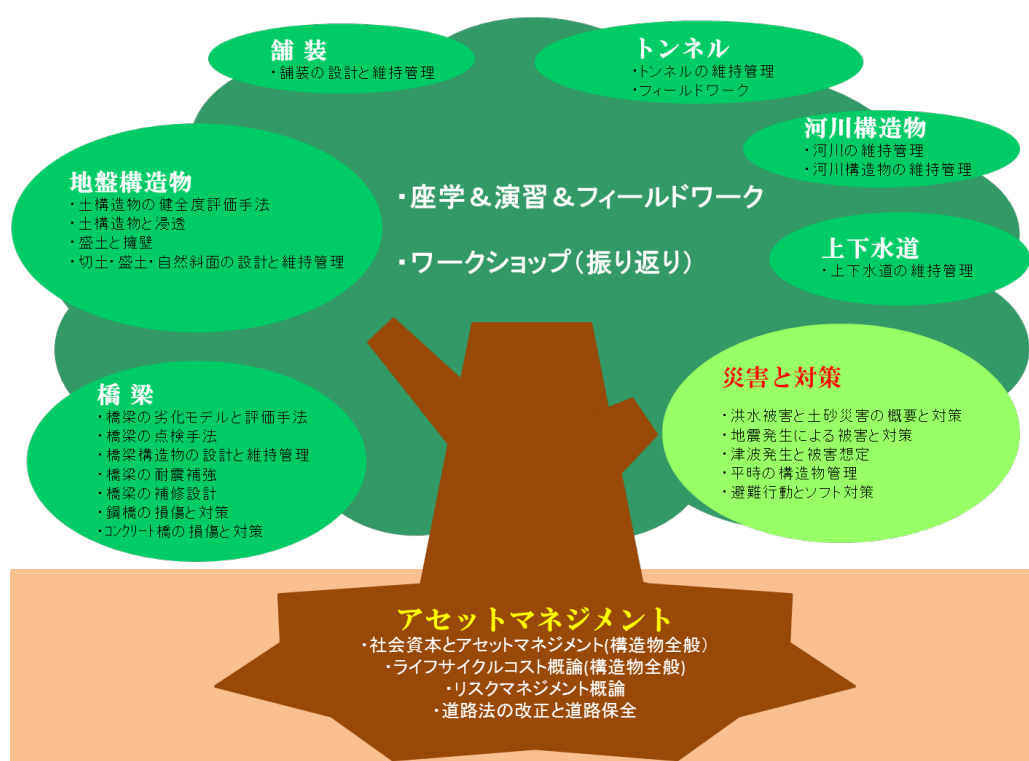 舗 装
・舗装の設計と維持管理
トンネル
・トンネルの維持管理
・フィールドワーク
河川構造物
・河川の維持管理
・河川構造物の維持管理
地盤構造物
・土構造物の健全度評価手法
・土構造物と浸透
・盛土と擁壁
・切土・盛土・自然斜面の設計と維持管理
・座学＆演習＆フィールドワーク
・ワークショップ（振り返り）
上下水道
・上下水道の維持管理
災害と対策
・洪水被害と土砂災害の概要と対策
・地震発生による被害と対策
・津波発生と被害想定
・平時の構造物管理
・避難行動とソフト対策
橋 梁
・橋梁の劣化モデルと評価手法
・橋梁の点検手法
・橋梁構造物の設計と維持管理
・橋梁の耐震補強
・橋梁の補修設計
・鋼橋の損傷と対策
・コンクリート橋の損傷と対策
アセットマネジメント
・社会資本とアセットマネジメント(構造物全般）
・ライフサイクルコスト概論(構造物全般)
・リスクマネジメント概論
・道路法の改正と道路保全